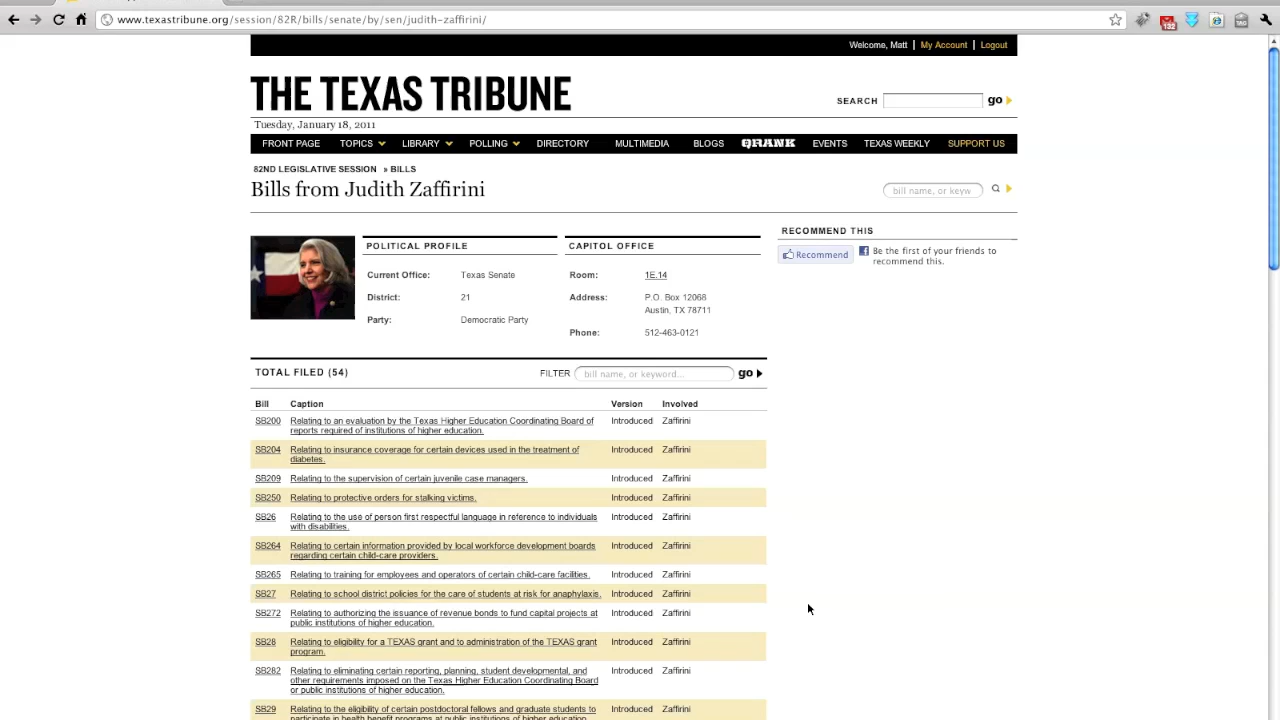 www.texastribune.org/session/82R/bills/senate/by/sen/judith-zaffirini/
132
Welcome, Matt | My Account | Logout
THE TEXAS TRIBUNE
SEARCH go
Tuesday, January 18, 2011
FRONT PAGE TOPICS LIBRARY POLLING DIRECTORY MULTIMEDIA BLOGS QRANK EVENTS TEXAS WEEKLY SUPPORT US
82ND LEGISLATIVE SESSION » BILLS
Bills from Judith Zaffirini
bill name, or keyw
POLITICAL PROFILE
Current Office: Texas Senate
District: 21
Party: Democratic Party
CAPITOL OFFICE
Room: 1E.14
Address: P.O. Box 12068
Austin, TX 78711
Phone: 512-463-0121
RECOMMEND THIS
Recommend
Be the first of your friends to
recommend this.
TOTAL FILED (54)
FILTER bill name, or keyword... go
Bill Caption Version Involved
SB200 Relating to an evaluation by the Texas Higher Education Coordinating Board of Introduced Zaffirini
reports required of institutions of higher education.
SB204 Relating to insurance coverage for certain devices used in the treatment of Introduced Zaffirini
diabetes.
SB209 Relating to the supervision of certain juvenile case managers. Introduced Zaffirini
SB250 Relating to protective orders for stalking victims. Introduced Zaffirini
SB26 Relating to the use of person first respectful language in reference to individuals Introduced Zaffirini
with disabilities.
SB264 Relating to certain information provided by local workforce development boards Introduced Zaffirini
regarding certain child-care providers.
SB265 Relating to training for employees and operators of certain child-care facilities. Introduced Zaffirini
SB27 Relating to school district policies for the care of students at risk for anaphylaxis. Introduced Zaffirini
SB272 Relating to authorizing the issuance of revenue bonds to fund capital projects at Introduced Zaffirini
public institutions of higher education.
SB28 Relating to eligibility for a TEXAS grant and to administration of the TEXAS grant Introduced Zaffirini
program.
SB282 Relating to eliminating certain reporting, planning, student developmental, and Introduced Zaffirini
other requirements imposed on the Texas Higher Education Coordinating Board
or public institutions of higher education.
SB29 Relating to the eligibility of certain postdoctoral fellows and graduate students to Introduced Zaffirini
participate in health benefit programs at public institutions of higher education.